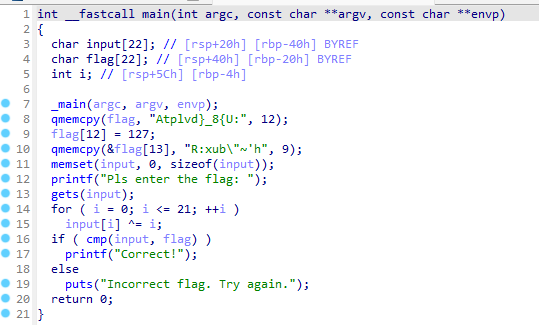 1 int __fastcall main(int argc, const char **argv, const char **envp)
2 {
3 char input[22]; // [rsp+20h] [rbp-40h] BYREF
4 char flag[22]; // [rsp+40h] [rbp-20h] BYREF
5 int i; // [rsp+5Ch] [rbp-4h]
6
7 _main(argc, argv, envp);
8 qmemcpy(flag, "Atplvd}_8{U:", 12);
9 flag[12] = 127;
10 qmemcpy(&flag[13], "R:xub\"~'h", 9);
11 memset(input, 0, sizeof(input));
12 printf("Pls enter the flag: ");
13 gets(input);
14 for ( i = 0; i <= 21; ++i )
15 input[i] ^= i;
16 if ( cmp(input, flag) )
17 printf("Correct!");
18 else
19 puts("Incorrect flag. Try again.");
20 return 0;
21 }